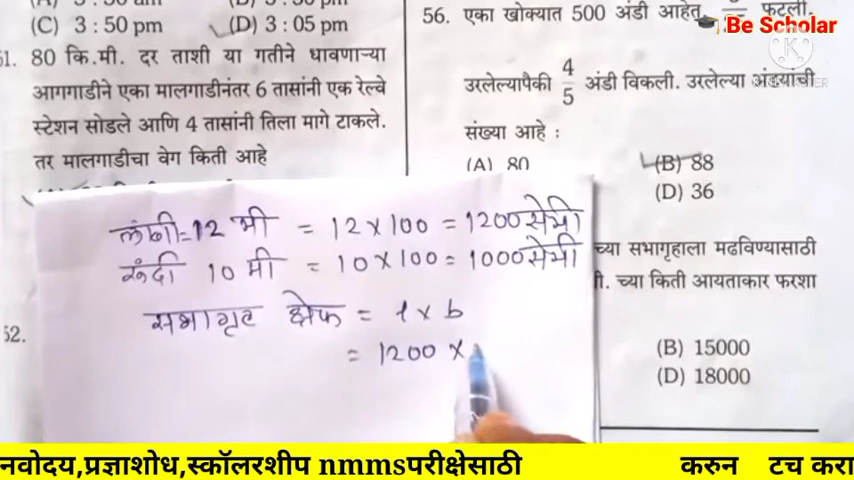 (C) 3 : 50 pm
(D) 3 : 05 pm
80 कि.मी. दर ताशी या गतीने धावणाऱ्या
आगगाडीने एका मालगाडीनंतर 6 तासांनी एक रेल्वे
स्टेशन सोडले आणि 4 तासांनी तिला मागे टाकले.
तर मालगाडीचा वेग किती आहे
52.
56. एका खोक्यात 500 अंडी आहेत. फुटली.
उरलेल्यापैकी 4/5 अंडी विकली. उरलेल्या अंड्याची
संख्या आहे :
(A) 80
(B) 88
(D) 36
च्या सभागृहाला मढविण्यासाठी
च्या किती आयताकार फरशा
(B) 15000
(D) 18000
लांबी = 12 मी = 12 × 100 = 1200 सेमी
रुंदी 10 मी = 10 × 100 = 1000 सेमी
सभागृह क्षेफ = l × b
= 1200 ×
Be Scholar
नवोदय,प्रज्ञाशोध,स्कॉलरशीप nmmsपरीक्षेसाठी करुन टच करा